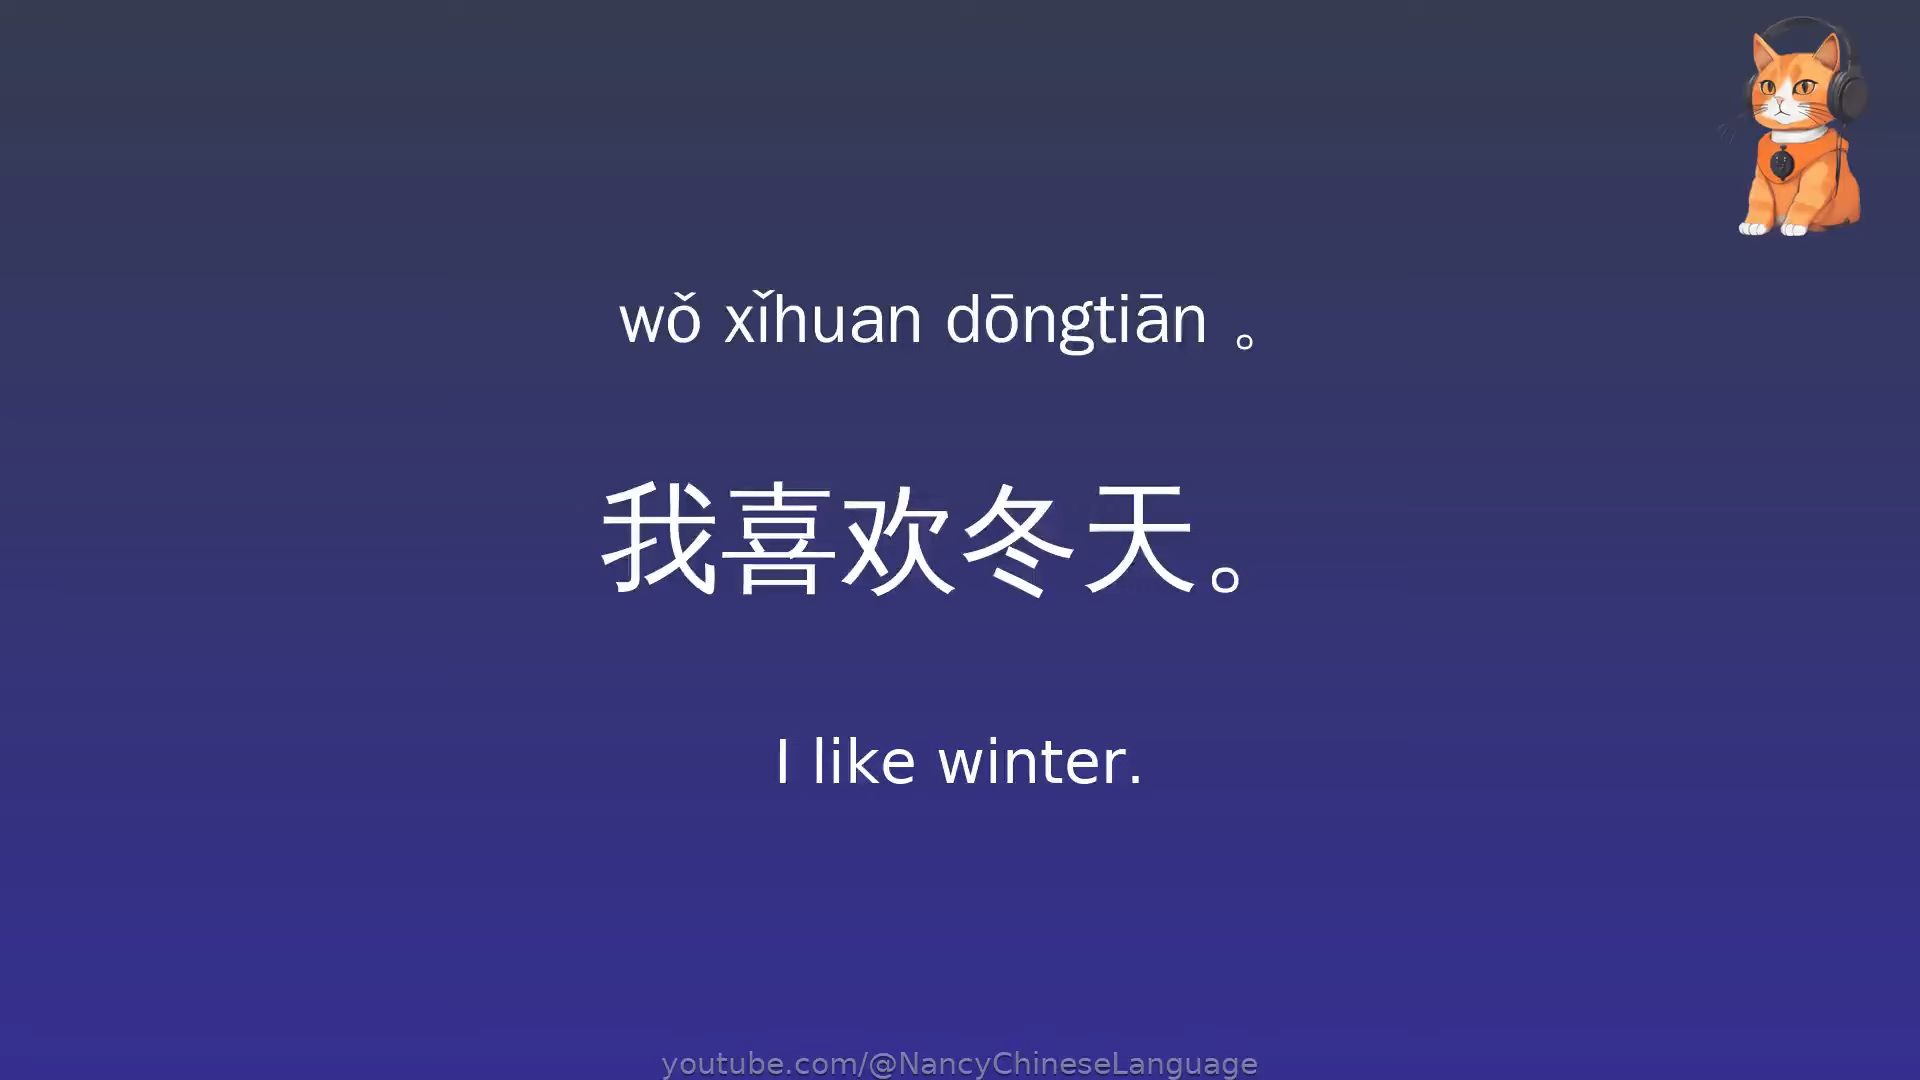 wǒ xǐhuan dōngtiān 。
我喜欢冬天。
I like winter.
youtube.com/@NancyChineseLanguage